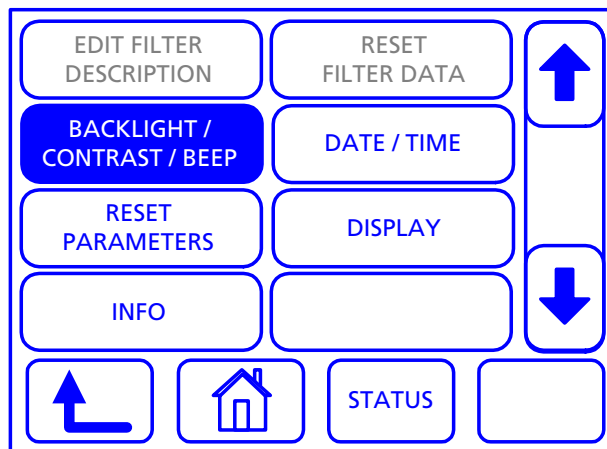 EDIT FILTER
DESCRIPTION
RESET
FILTER DATA
BACKLIGHT /
CONTRAST / BEEP
DATE / TIME
RESET
PARAMETERS
DISPLAY
INFO
STATUS